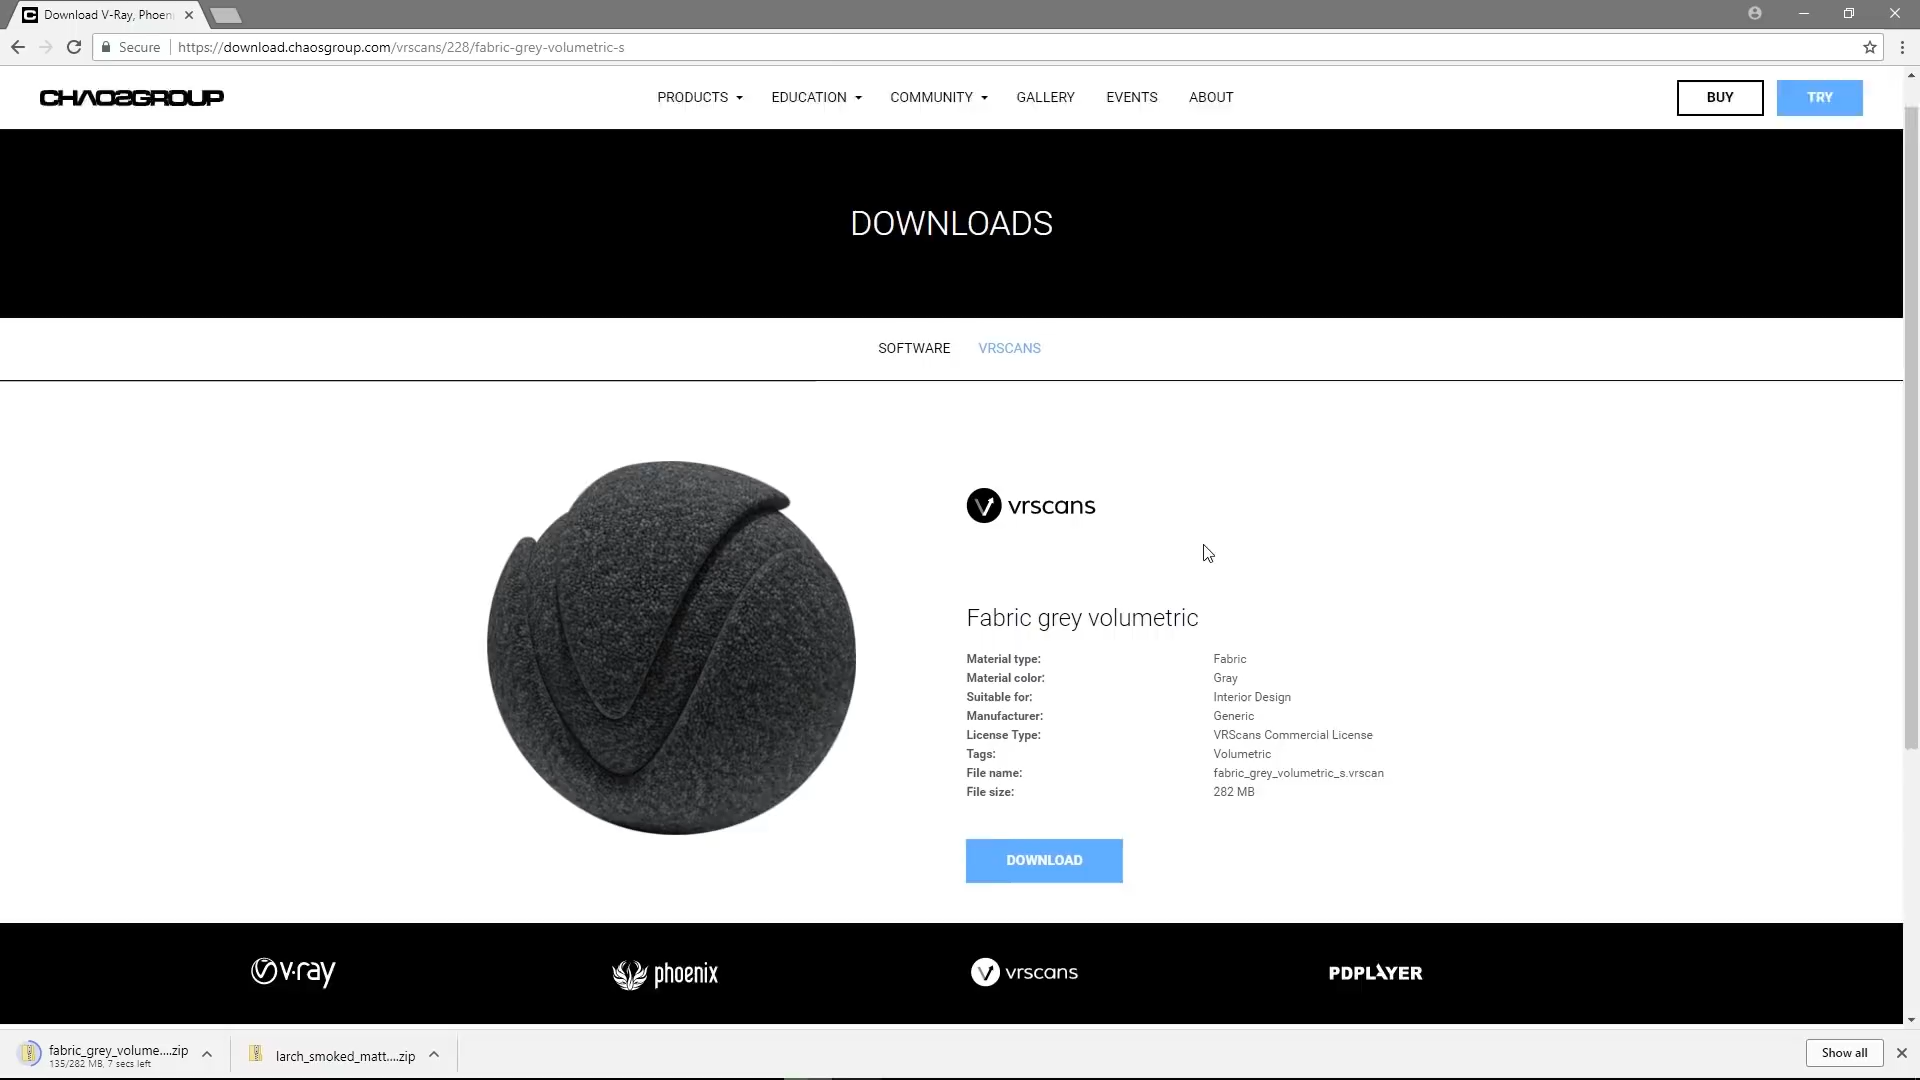 Download V-Ray, Phoen
Secure
https://download.chaosgroup.com/vrscans/228/fabric-grey-volumetric-s
CHAOSGROUP
PRODUCTS
EDUCATION
COMMUNITY
GALLERY
EVENTS
ABOUT
BUY
TRY
DOWNLOADS
SOFTWARE
VRSCANS
vrscans
Fabric grey volumetric
Material type: Fabric
Material color: Gray
Suitable for: Interior Design
Manufacturer: Generic
License Type: VRScans Commercial License
Tags: Volumetric
File name: fabric_grey_volumetric_s.vrscan
File size: 282 MB
DOWNLOAD
v-ray
phoenix
vrscans
PDPLAYER
fabric_grey_volume....zip
135/282 MB, 7 secs left
larch_smoked_matt....zip
Show all